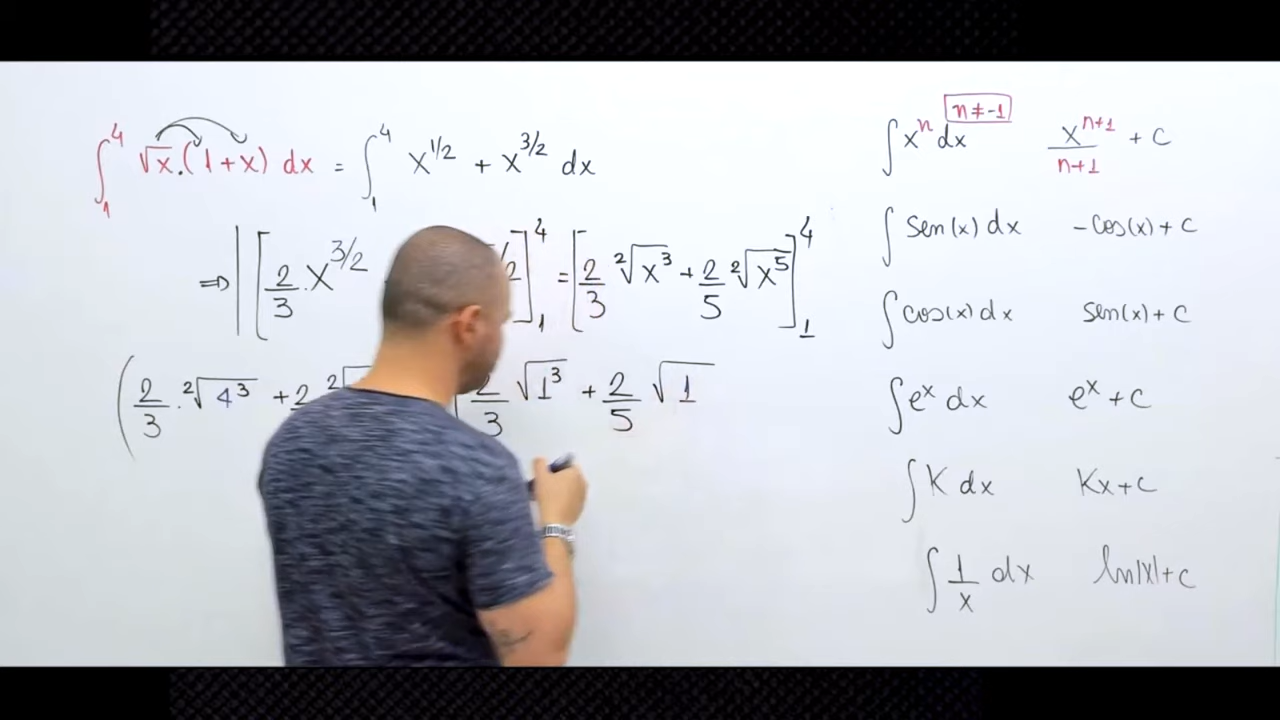 ∫₁⁴ √x·(1+x) dx = ∫₁⁴ x^{1/2} + x^{3/2} dx
⇒ | [2/3 · x^{3/2} /2]₁⁴ = [2/3 ²√x³ + 2/5 ²√x⁵]₁⁴
(2/3 · ²√4³ + 2 ²√ 2/3 √1³ + 2/5 √1
n≠-1
∫xⁿ dx x^{n+1}/n+1 + C
∫ sen(x) dx -cos(x) + C
∫ cos(x) dx sen(x) + C
∫ eˣ dx eˣ + C
∫ K dx Kx + C
∫ 1/x dx ln|x| + C